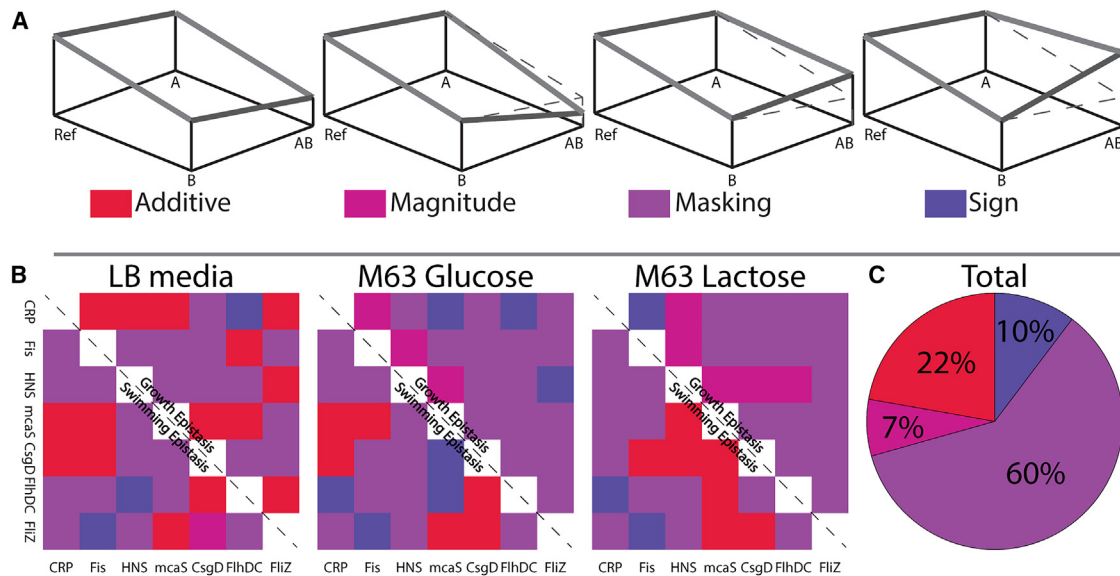 A
Ref
A
B
AB
Ref
A
B
AB
Ref
A
B
AB
Ref
A
B
AB
Additive
Magnitude
Masking
Sign
B
LB media
M63 Glucose
M63 Lactose
C
Total
CRP
Fis
HNS
mcaS
CsgD
FlhDC
FliZ
Growth Epistasis
Swimming Epistasis
Growth Epistasis
Swimming Epistasis
Growth Epistasis
Swimming Epistasis
CRP Fis HNS mcaS CsgD FlhDC FliZ
CRP Fis HNS mcaS CsgD FlhDC FliZ
CRP Fis HNS mcaS CsgD FlhDC FliZ
10%
22%
7%
60%